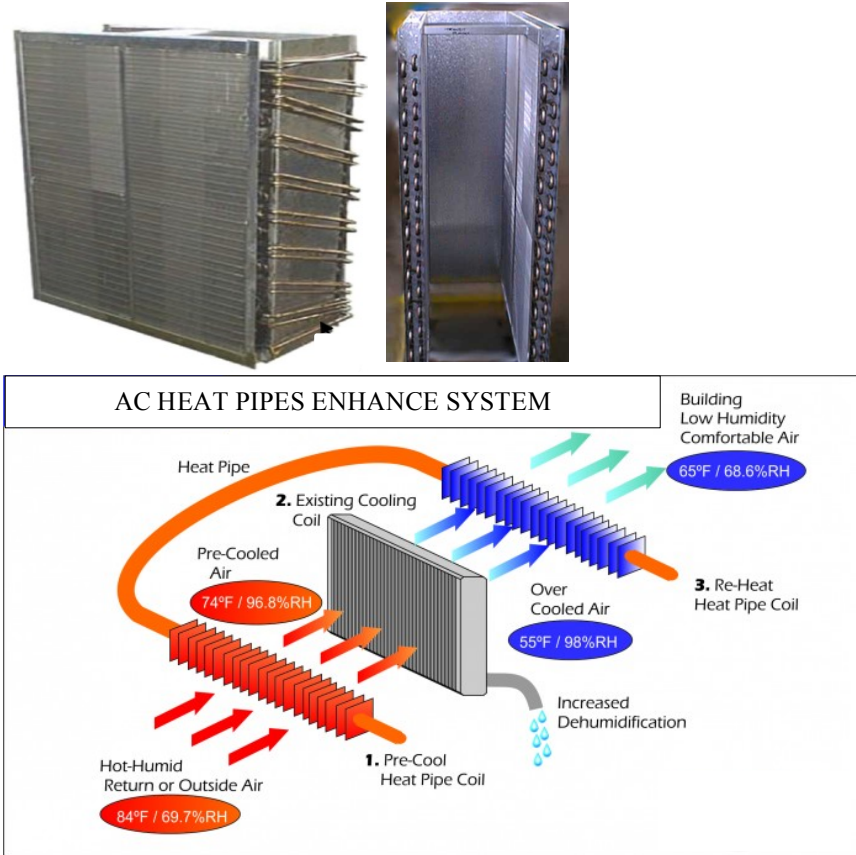 AC HEAT PIPES ENHANCE SYSTEM
Building
Low Humidity
Comfortable Air
65ºF / 68.6%RH
Heat Pipe
2. Existing Cooling
Coil
Pre-Cooled
Air
74ºF / 96.8%RH
Over
Cooled Air
55ºF / 98%RH
3. Re-Heat
Heat Pipe Coil
Increased
Dehumidification
1. Pre-Cool
Heat Pipe Coil
Hot-Humid
Return or Outside Air
84ºF / 69.7%RH